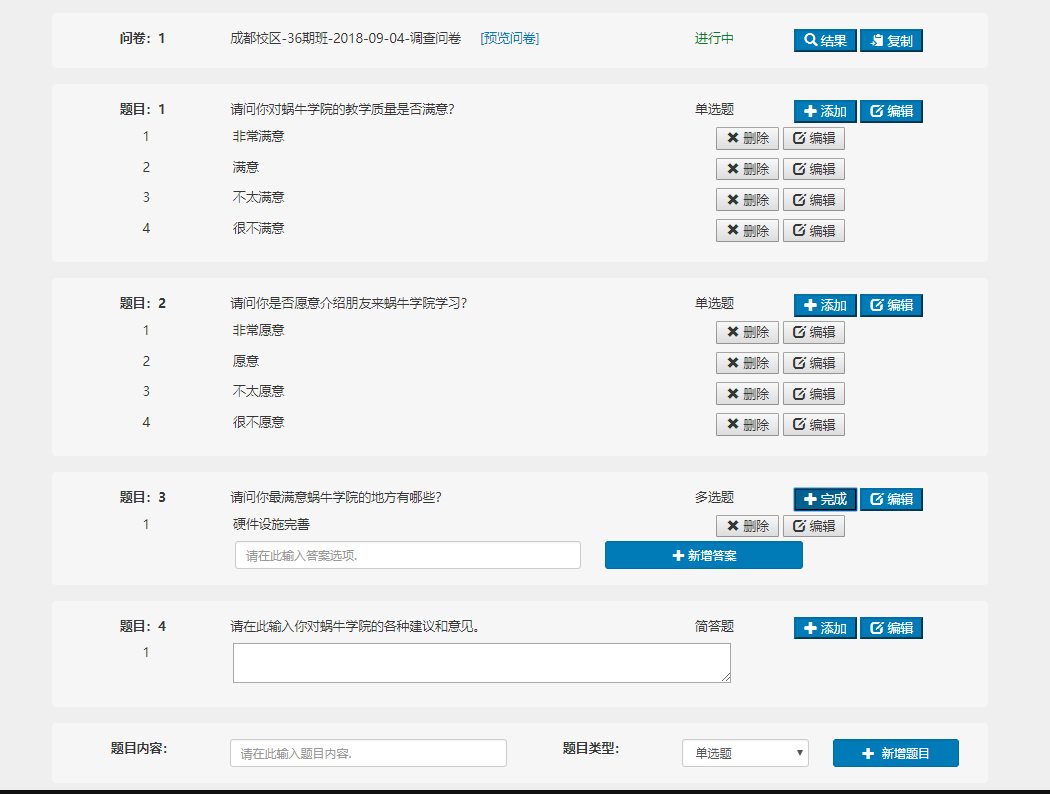 问卷：1 成都校区-36期班-2018-09-04-调查问卷 [预览问卷] 进行中 结果 复制
题目：1 请问你对蜗牛学院的教学质量是否满意？ 单选题 添加 编辑
1 非常满意 删除 编辑
2 满意 删除 编辑
3 不太满意 删除 编辑
4 很不满意 删除 编辑
题目：2 请问你是否愿意介绍朋友来蜗牛学院学习？ 单选题 添加 编辑
1 非常愿意 删除 编辑
2 愿意 删除 编辑
3 不太愿意 删除 编辑
4 很不愿意 删除 编辑
题目：3 请问你最满意蜗牛学院的地方有哪些？ 多选题 完成 编辑
1 硬件设施完善 删除 编辑
请在此输入答案选项. 新增答案
题目：4 请在此输入你对蜗牛学院的各种建议和意见。 简答题 添加 编辑
1
题目内容： 请在此输入题目内容. 题目类型： 单选题 新增题目